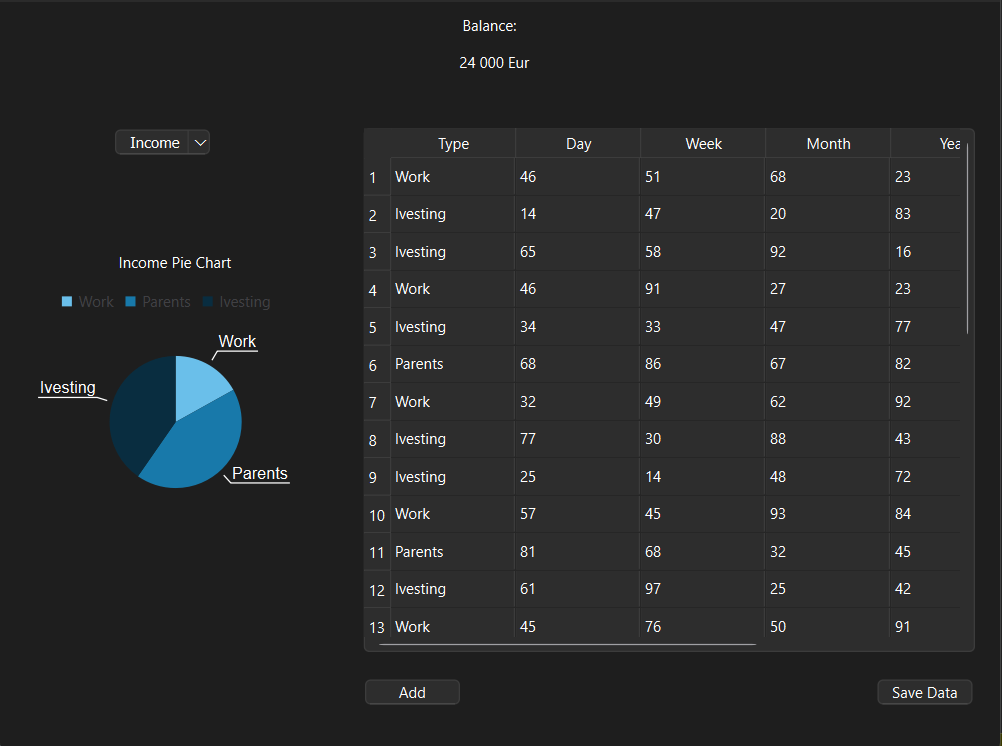 Balance:
24 000 Eur
Income
Income Pie Chart
Work Parents Ivesting
Work
Ivesting
Parents
Type Day Week Month Yea
1 Work 46 51 68 23
2 Ivesting 14 47 20 83
3 Ivesting 65 58 92 16
4 Work 46 91 27 23
5 Ivesting 34 33 47 77
6 Parents 68 86 67 82
7 Work 32 49 62 92
8 Ivesting 77 30 88 43
9 Ivesting 25 14 48 72
10 Work 57 45 93 84
11 Parents 81 68 32 45
12 Ivesting 61 97 25 42
13 Work 45 76 50 91
Add Save Data